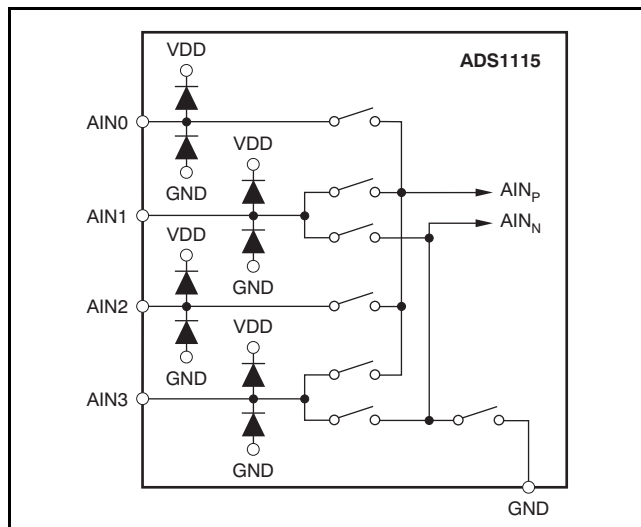 ADS1115
VDD
AIN0
GND
VDD
AIN1
GND
AINP
AINN
VDD
AIN2
GND
VDD
AIN3
GND
GND